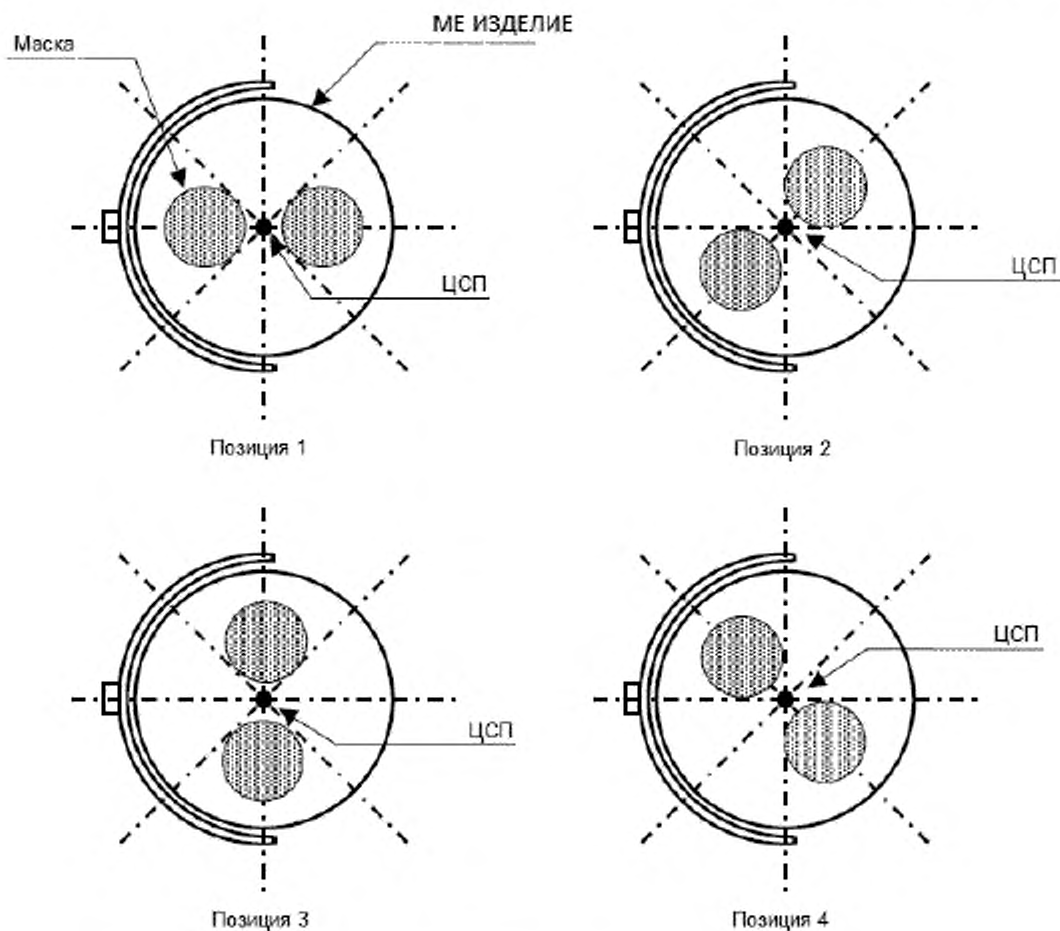 МЕ ИЗДЕЛИЕ
Маска
ЦСП
ЦСП
Позиция 1
Позиция 2
ЦСП
ЦСП
Позиция 3
Позиция 4